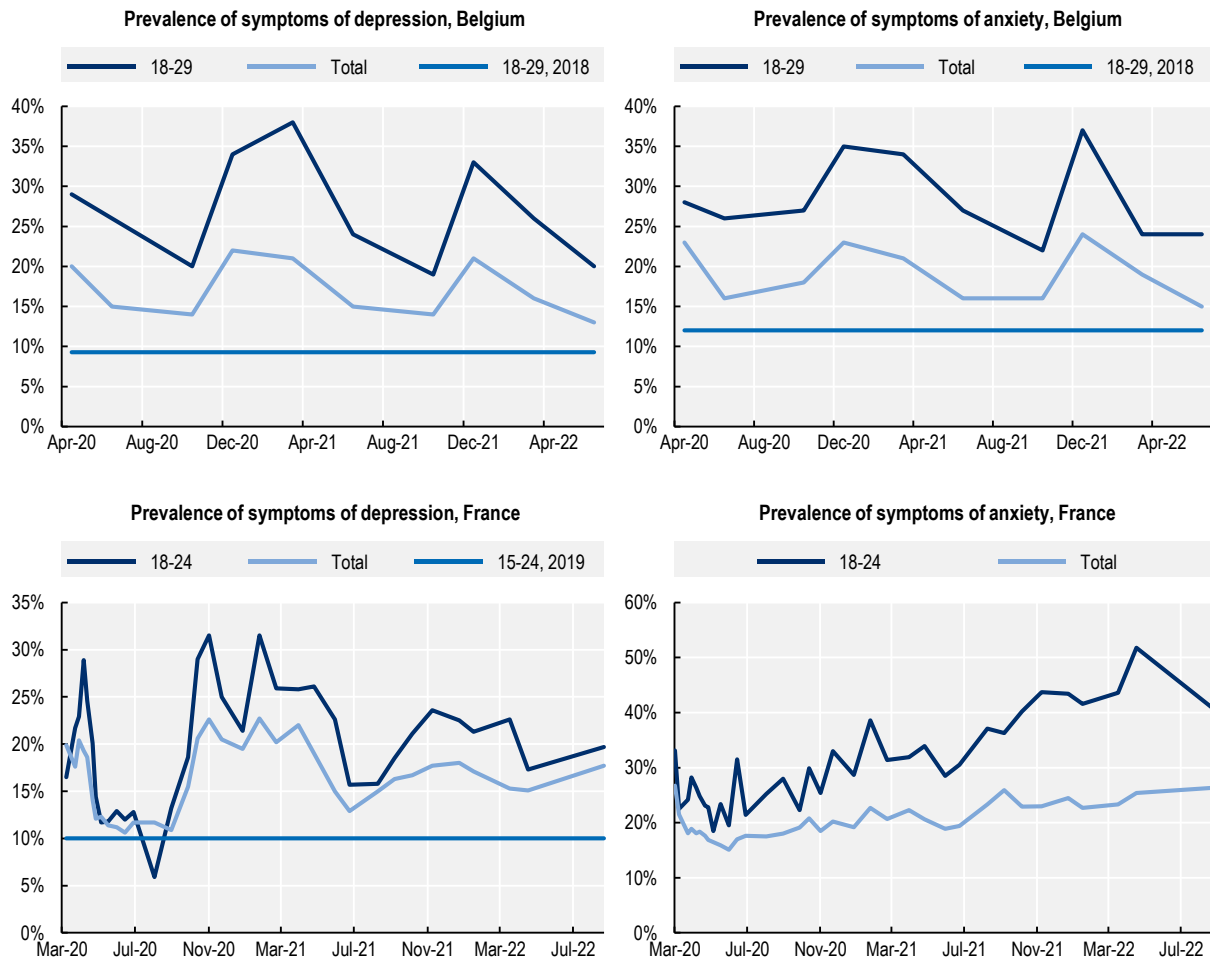 Prevalence of symptoms of depression, Belgium
18-29 Total 18-29, 2018
40%
35%
30%
25%
20%
15%
10%
5%
0%
Apr-20 Aug-20 Dec-20 Apr-21 Aug-21 Dec-21 Apr-22
Prevalence of symptoms of anxiety, Belgium
18-29 Total 18-29, 2018
40%
35%
30%
25%
20%
15%
10%
5%
0%
Apr-20 Aug-20 Dec-20 Apr-21 Aug-21 Dec-21 Apr-22
Prevalence of symptoms of depression, France
18-24 Total 15-24, 2019
35%
30%
25%
20%
15%
10%
5%
0%
Mar-20 Jul-20 Nov-20 Mar-21 Jul-21 Nov-21 Mar-22 Jul-22
Prevalence of symptoms of anxiety, France
18-24 Total
60%
50%
40%
30%
20%
10%
0%
Mar-20 Jul-20 Nov-20 Mar-21 Jul-21 Nov-21 Mar-22 Jul-22